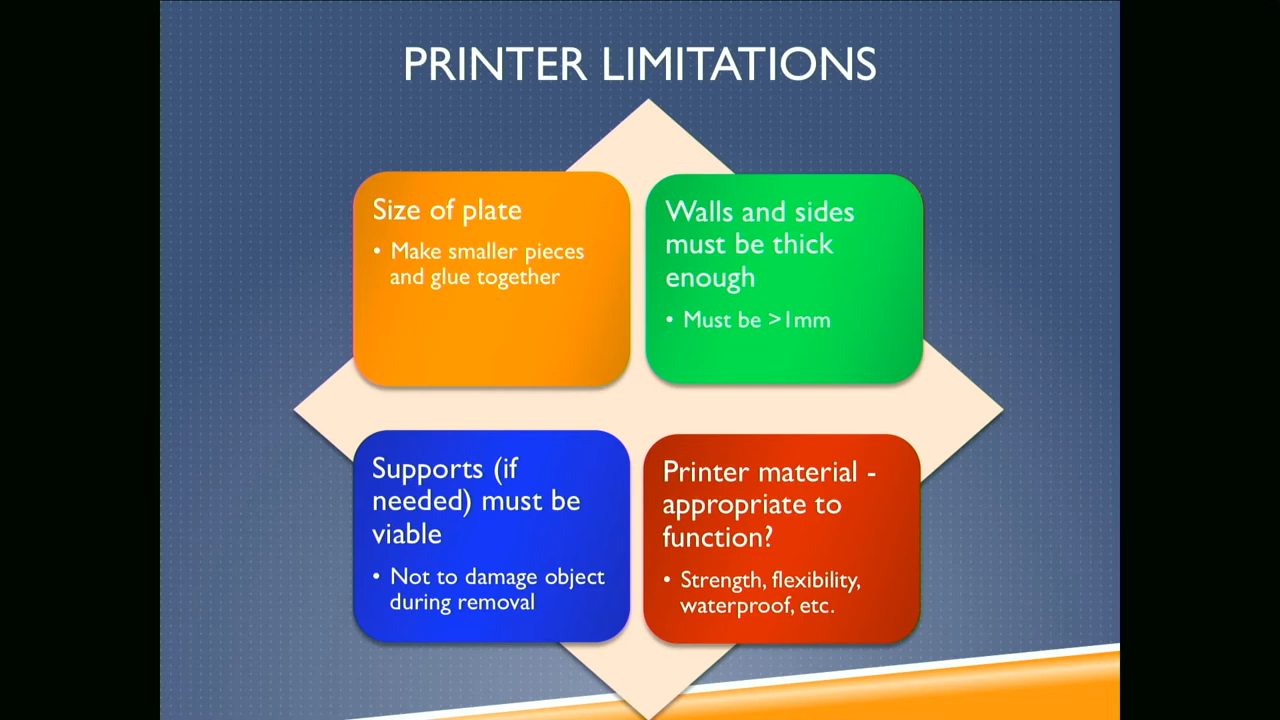 PRINTER LIMITATIONS
Size of plate
• Make smaller pieces
and glue together
Walls and sides
must be thick
enough
• Must be >1mm
Supports (if
needed) must be
viable
• Not to damage object
during removal
Printer material -
appropriate to
function?
• Strength, flexibility,
waterproof, etc.